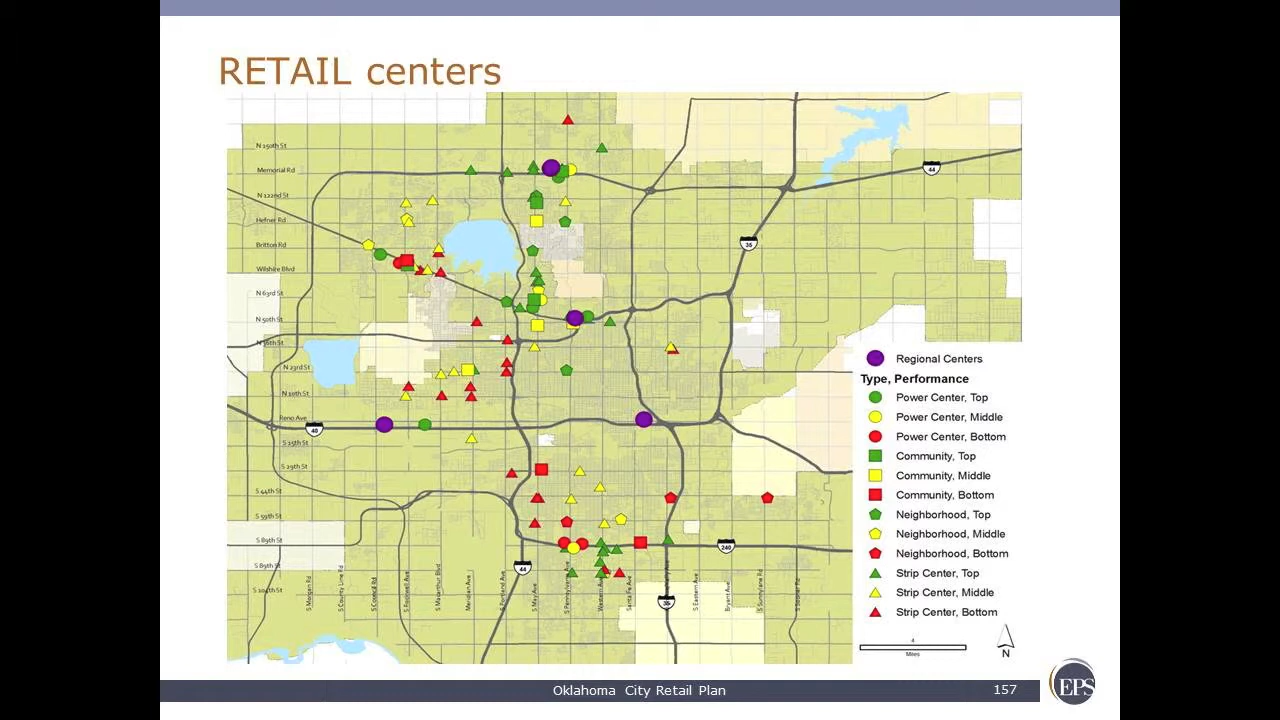 RETAIL centers
N 150th St
Memorial Rd
N 122nd St
Hefner Rd
Britton Rd
Wilshire Blvd
N 63rd St
N 50th St
N 36th St
N 23rd St
N 10th St
Reno Ave
S 15th St
S 29th St
S 44th St
S 59th St
S 89th St
S 104th St
44
35
40
240
44
35
S Morgan Rd
S County Line Rd
S Council Rd
S Rockwell Ave
S Macarthur Blvd
S Meridian Ave
S Portland Ave
S May Ave
S Pennsylvania Ave
S Western Ave
S Santa Fe Ave
S Eastern Ave
Bryant Ave
S Sunnylane Rd
S Sooner Rd
Regional Centers
Type, Performance
Power Center, Top
Power Center, Middle
Power Center, Bottom
Community, Top
Community, Middle
Community, Bottom
Neighborhood, Top
Neighborhood, Middle
Neighborhood, Bottom
Strip Center, Top
Strip Center, Middle
Strip Center, Bottom
4
Miles
N
Oklahoma City Retail Plan
157
EPS